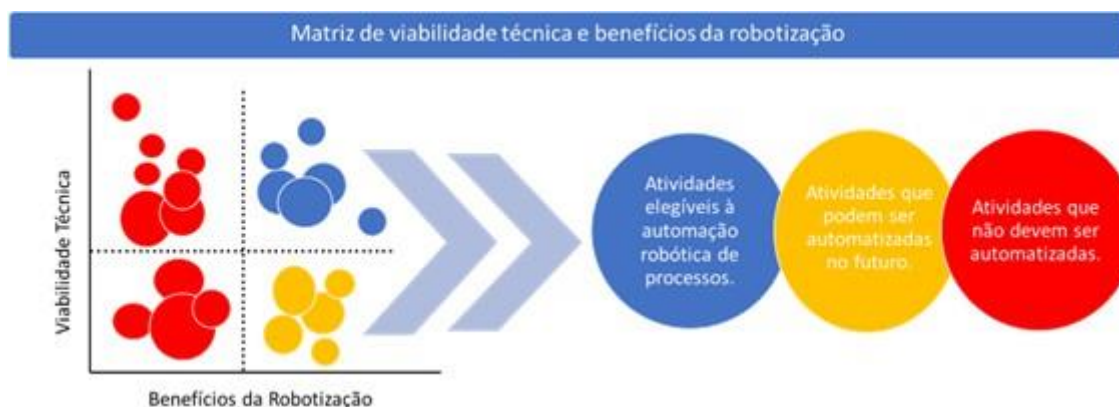 Matriz de viabilidade técnica e benefícios da robotização
Viabilidade Técnica
Benefícios da Robotização
Atividades
elegíveis à
automação
robótica de
processos.
Atividades que
podem ser
automatizadas
no futuro.
Atividades que
não devem ser
automatizadas.